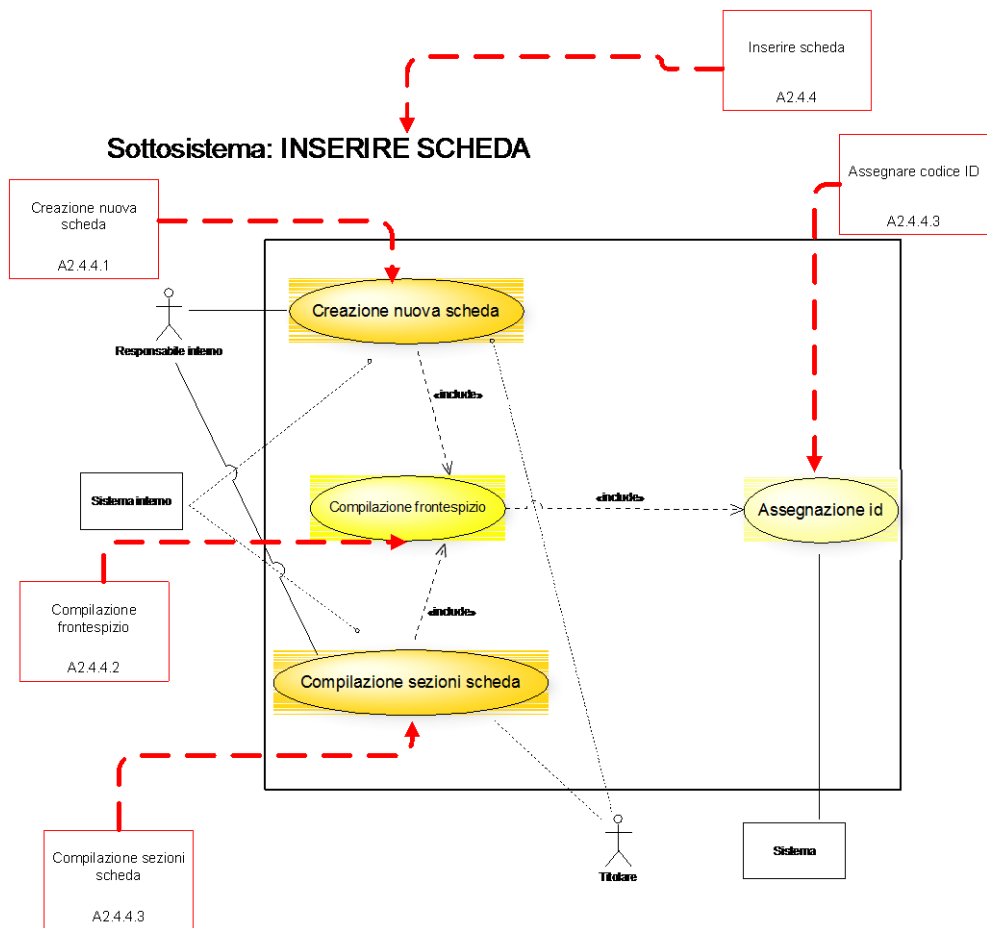 Inserire scheda
A2.4.4
Sottosistema: INSERIRE SCHEDA
Assegnare codice ID
A2.4.4.3
Creazione nuova
scheda
A2.4.4.1
Creazione nuova scheda
Responsabile interno
«include»
Sistema interno
Compilazione frontespizio
«include»
Assegnazione id
Compilazione
frontespizio
A2.4.4.2
«include»
Compilazione sezioni scheda
Compilazione sezioni
scheda
A2.4.4.3
Titolare
Sistema